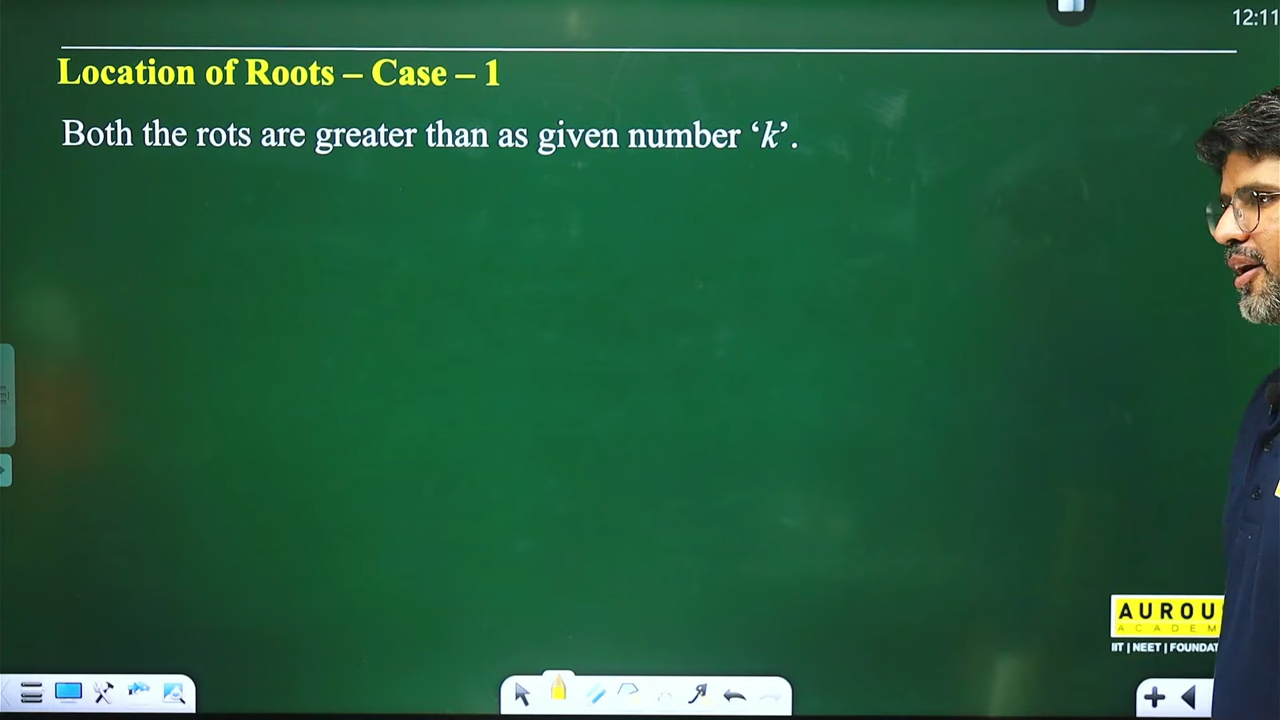 12:11
Location of Roots – Case – 1
Both the rots are greater than as given number ‘k’.
AUROU
ACADEM
IIT | NEET | FOUNDAT